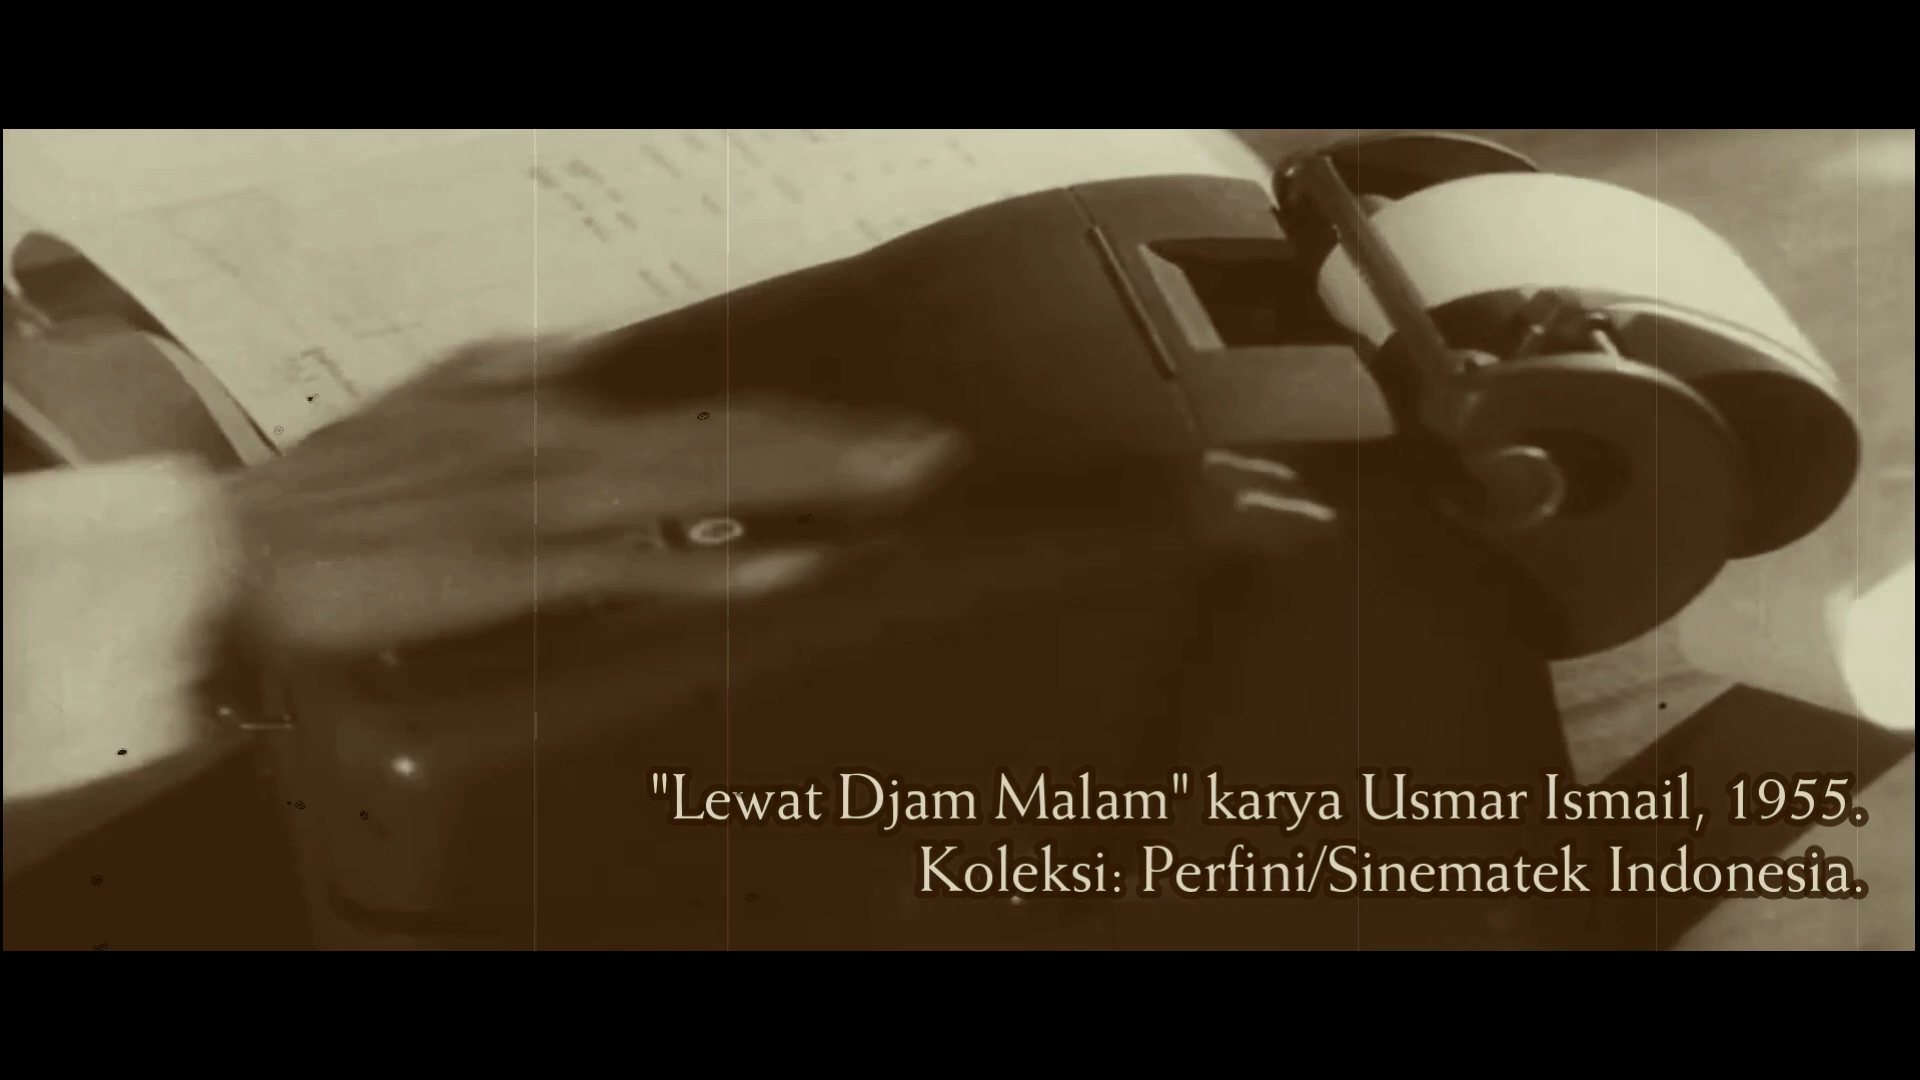 "Lewat Djam Malam" karya Usmar Ismail, 1955.
Koleksi: Perfini/Sinematek Indonesia.